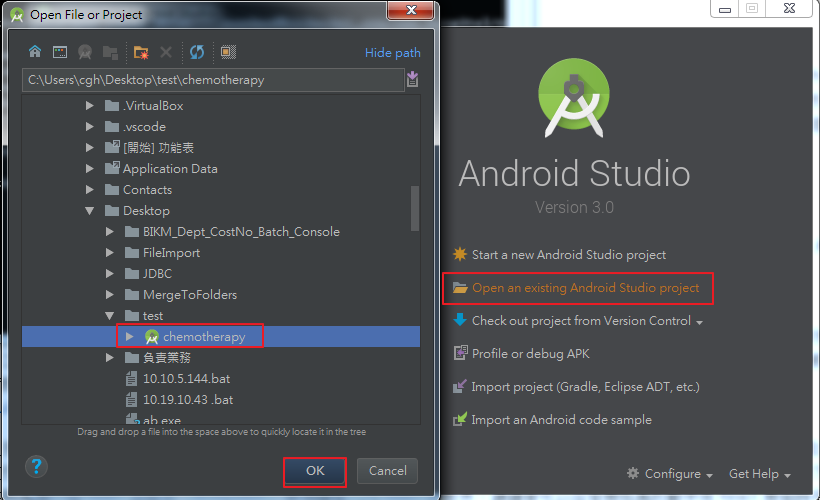 Open File or Project
Hide path
C:\Users\cgh\Desktop\test\chemotherapy
.VirtualBox
.vscode
[開始] 功能表
Application Data
Contacts
Desktop
BIKM_Dept_CostNo_Batch_Console
FileImport
JDBC
MergeToFolders
test
chemotherapy
負責業務
10.10.5.144.bat
10.19.10.43 .bat
ab.exe
Drag and drop a file into the space above to quickly locate it in the tree
?
OK
Cancel
Android Studio
Version 3.0
Start a new Android Studio project
Open an existing Android Studio project
Check out project from Version Control
Profile or debug APK
Import project (Gradle, Eclipse ADT, etc.)
Import an Android code sample
Configure
Get Help